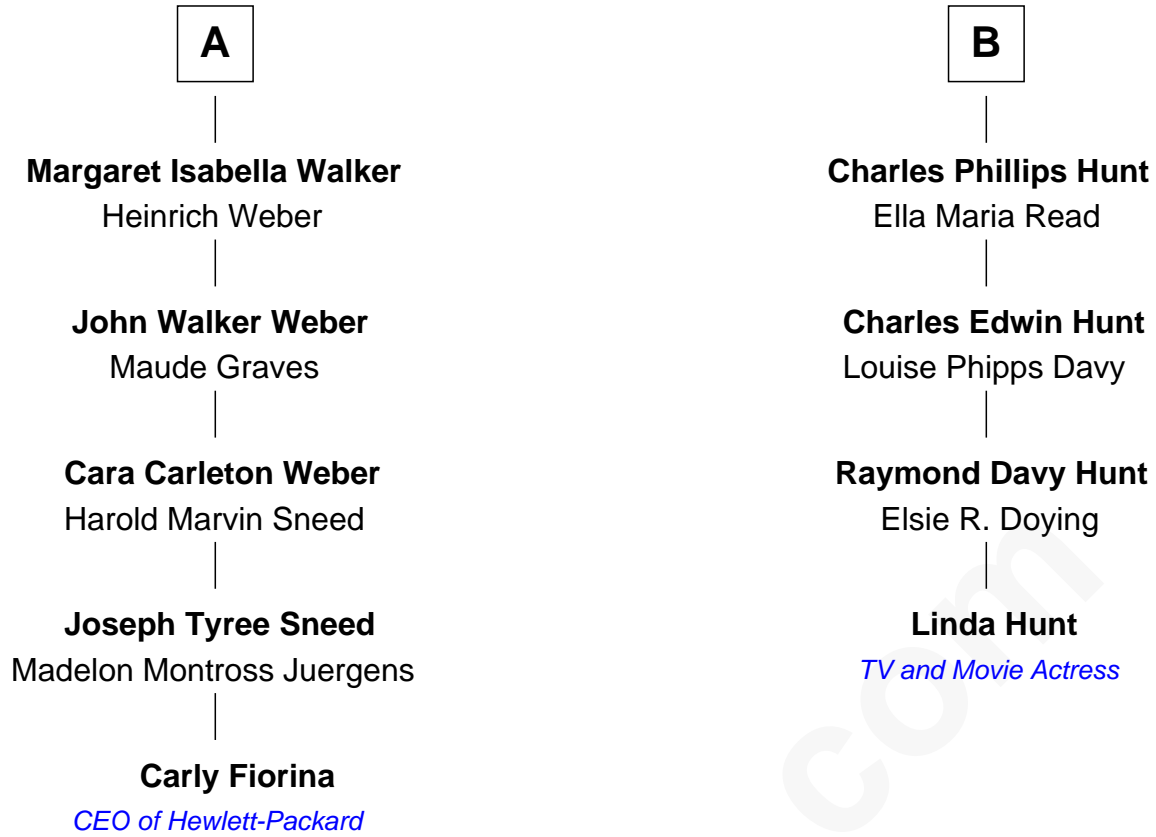 A
Margaret Isabella Walker
Heinrich Weber
John Walker Weber
Maude Graves
Cara Carleton Weber
Harold Marvin Sneed
Joseph Tyree Sneed
Madelon Montross Juergens
Carly Fiorina
CEO of Hewlett-Packard
B
Charles Phillips Hunt
Ella Maria Read
Charles Edwin Hunt
Louise Phipps Davy
Raymond Davy Hunt
Elsie R. Doying
Linda Hunt
TV and Movie Actress
com